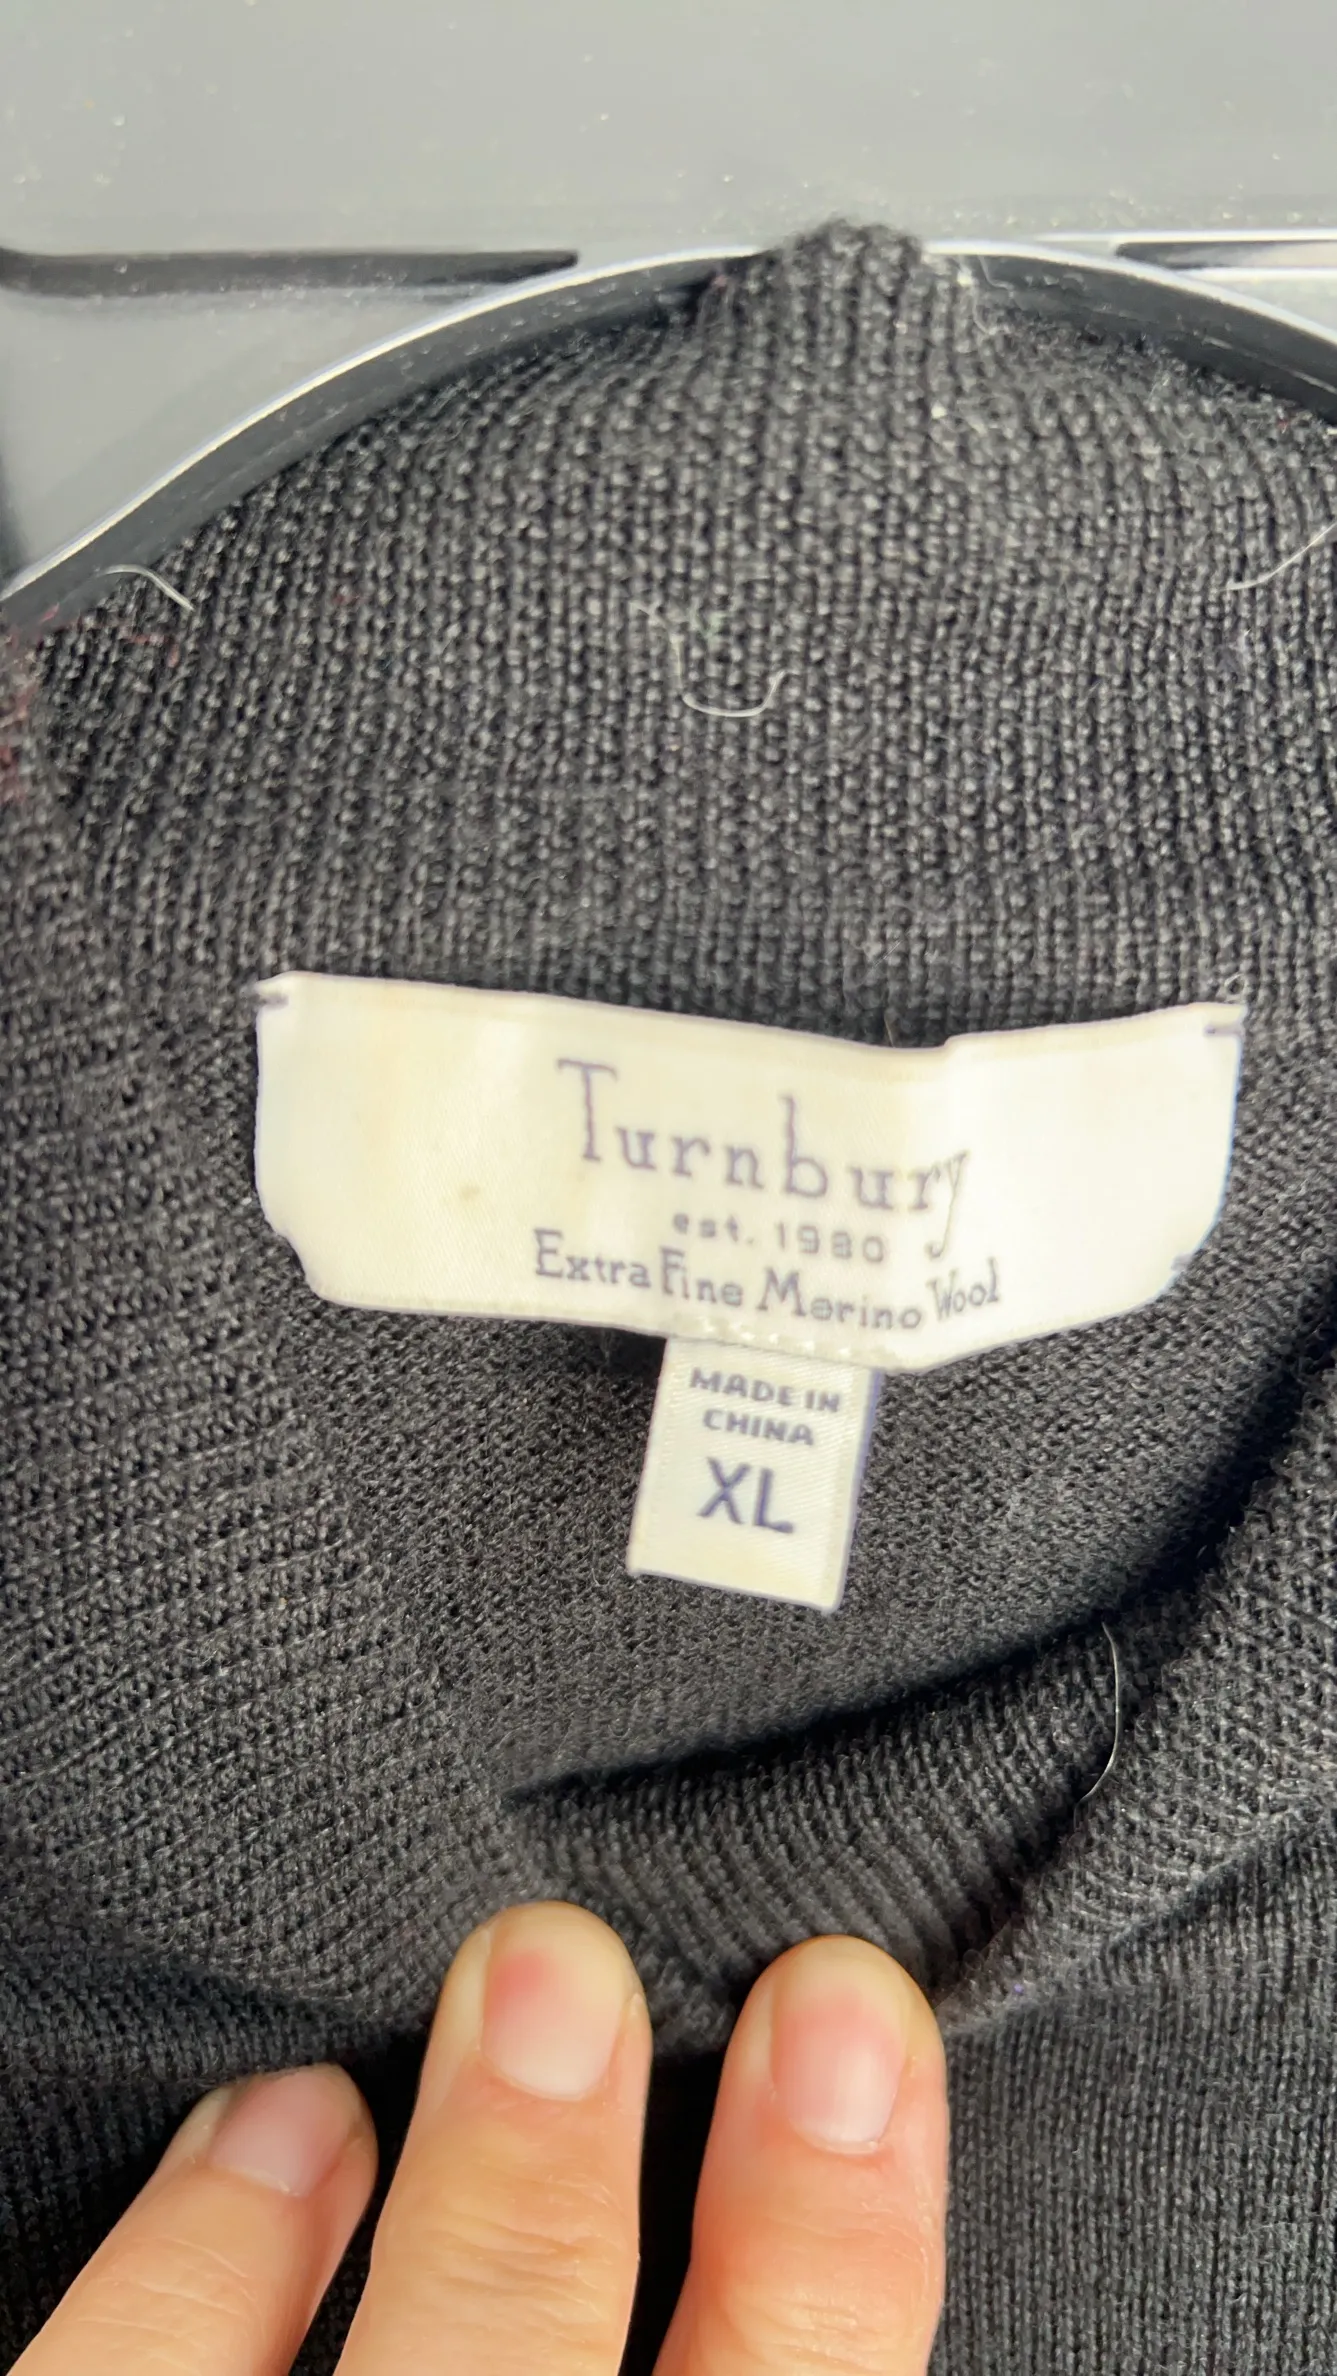 Turnbury
est. 1980
Extra Fine Merino Wool
MADE IN
CHINA
XL